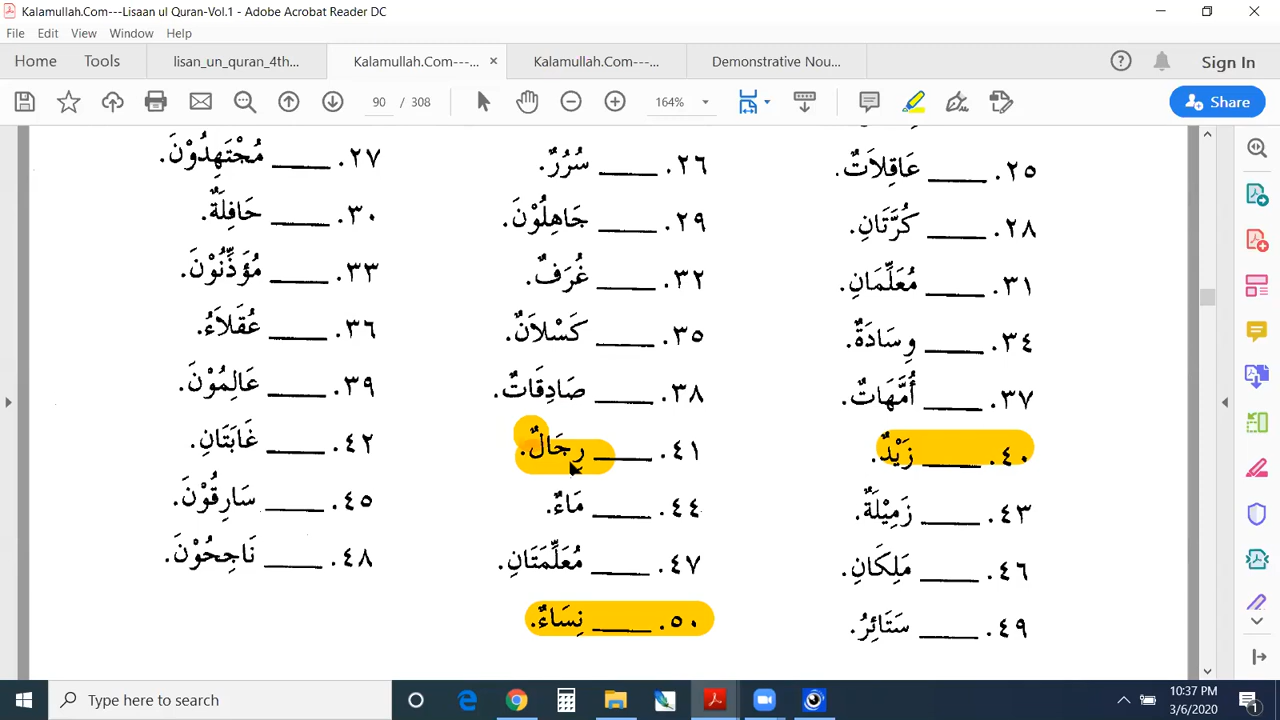 Kalamullah.Com---Lisaan ul Quran-Vol.1 - Adobe Acrobat Reader DC
File Edit View Window Help
Home Tools lisan_un_quran_4th... Kalamullah.Com---... × Kalamullah.Com---... Demonstrative Nou... Sign In
90 / 308 164% Share
٢٥. ____ عَاقِلاَتٌ. ٢٦. ____ سُرُرٌ. ٢٧. ____ مُجْتَهِدُوْنَ.
٢٨. ____ كُرَّتَانِ. ٢٩. ____ جَاهِلُوْنَ. ٣٠. ____ حَافِلَةٌ.
٣١. ____ مُعَلِّمَانِ. ٣٢. ____ غُرَفٌ. ٣٣. ____ مُؤَذِّنُوْنَ.
٣٤. ____ وِسَادَةٌ. ٣٥. ____ كَسْلاَنٌ. ٣٦. ____ عُقَلاَءُ.
٣٧. ____ أُمَّهَاتٌ. ٣٨. ____ صَادِقَاتٌ. ٣٩. ____ عَالِمُوْنَ.
٤٠. ____ زَيْدٌ. ٤١. ____ رِجَالٌ. ٤٢. ____ غَابَتَانِ.
٤٣. ____ زَمِيْلَةٌ. ٤٤. ____ مَاءٌ. ٤٥. ____ سَارِقُوْنَ.
٤٦. ____ مَلِكَانِ. ٤٧. ____ مُعَلِّمَتَانِ. ٤٨. ____ نَاجِحُوْنَ.
٤٩. ____ سَتَائِرُ. ٥٠. ____ نِسَاءٌ.
Type here to search
10:37 PM
3/6/2020
1